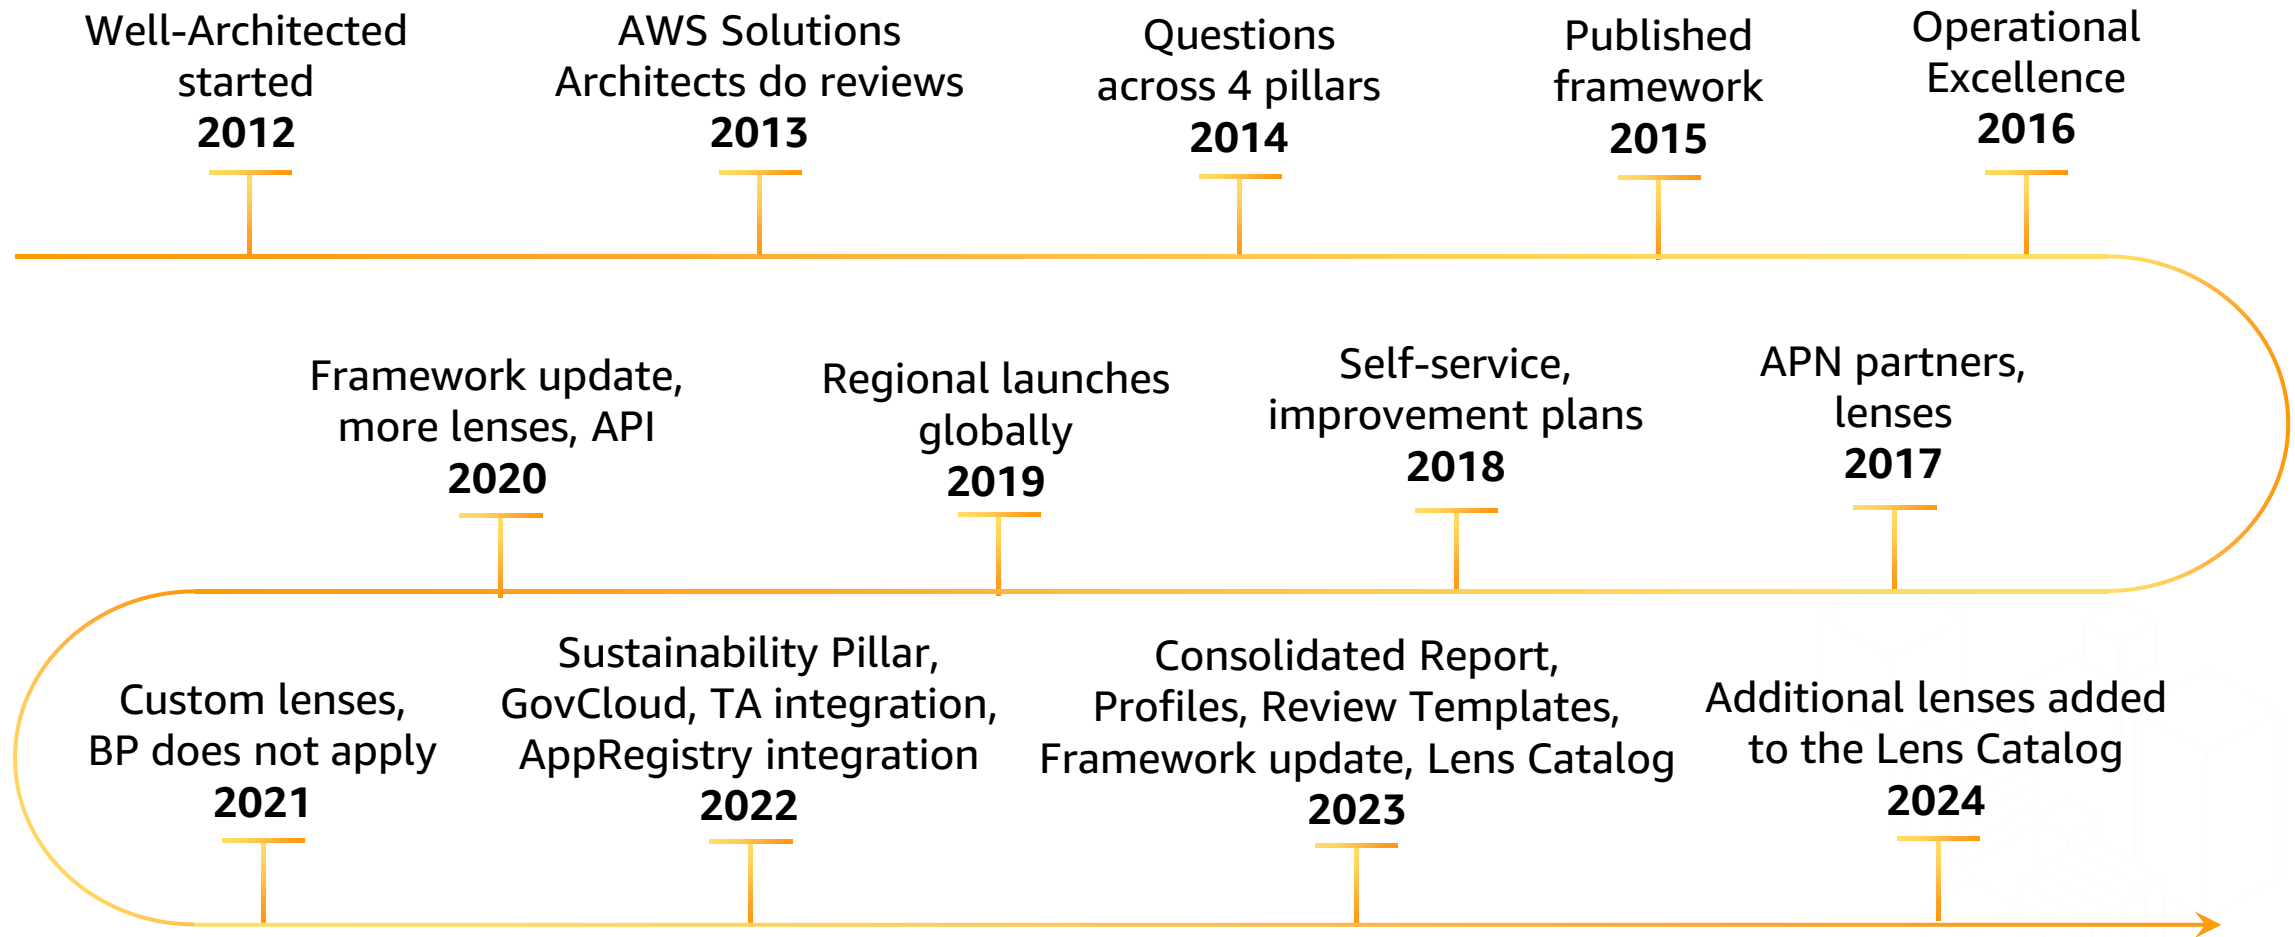 Well-Architected
started
2012
AWS Solutions
Architects do reviews
2013
Questions
across 4 pillars
2014
Published
framework
2015
Operational
Excellence
2016
APN partners,
lenses
2017
Self-service,
improvement plans
2018
Regional launches
globally
2019
Framework update,
more lenses, API
2020
Custom lenses,
BP does not apply
2021
Sustainability Pillar,
GovCloud, TA integration,
AppRegistry integration
2022
Consolidated Report,
Profiles, Review Templates,
Framework update, Lens Catalog
2023
Additional lenses added
to the Lens Catalog
2024